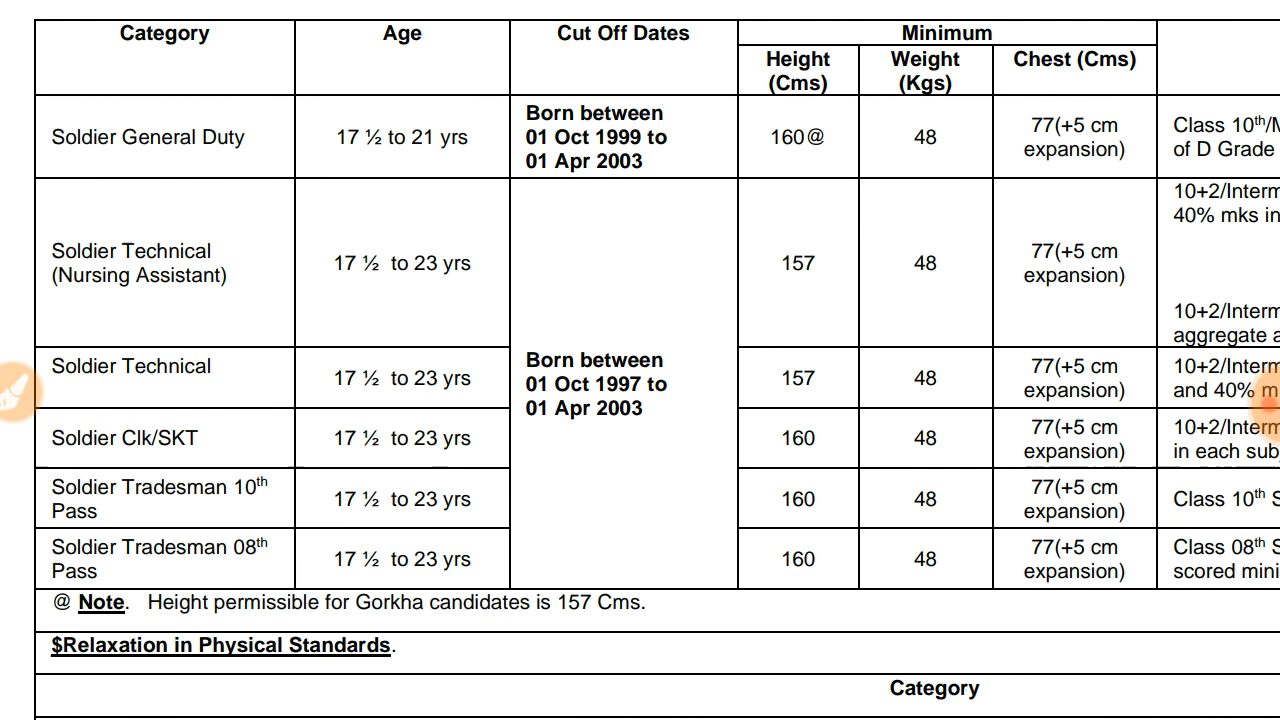 Category Age Cut Off Dates Minimum
Height (Cms) Weight (Kgs) Chest (Cms)
Soldier General Duty
17 ½ to 21 yrs
Born between
01 Oct 1999 to
01 Apr 2003
160@
48
77(+5 cm
expansion)
Class 10th/
of D Grade
Soldier Technical
(Nursing Assistant)
17 ½ to 23 yrs
Born between
01 Oct 1997 to
01 Apr 2003
157
48
77(+5 cm
expansion)
10+2/Interm
40% mks in
10+2/Interm
aggregate a
Soldier Technical
17 ½ to 23 yrs
157
48
77(+5 cm
expansion)
10+2/Interm
and 40% m
Soldier Clk/SKT
17 ½ to 23 yrs
160
48
77(+5 cm
expansion)
10+2/Interm
in each sub
Soldier Tradesman 10th
Pass
17 ½ to 23 yrs
160
48
77(+5 cm
expansion)
Class 10th S
Soldier Tradesman 08th
Pass
17 ½ to 23 yrs
160
48
77(+5 cm
expansion)
Class 08th S
scored mini
@ Note. Height permissible for Gorkha candidates is 157 Cms.
$Relaxation in Physical Standards.
Category